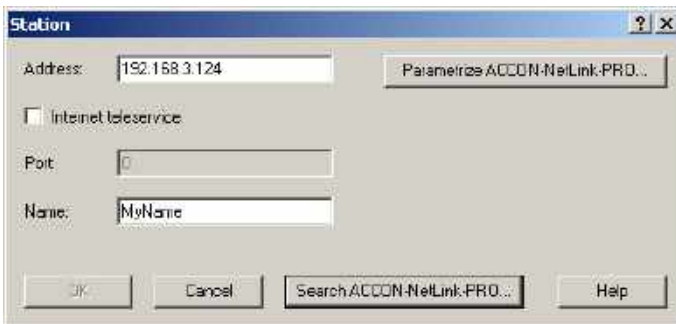 Station
Address: 192.168.3.124 Parametrize ACCON-NetLink-PRO...
Internet teleservice
Port 0
Name: MyName
OK Cancel Search ACCON-NetLink-PRO... Help